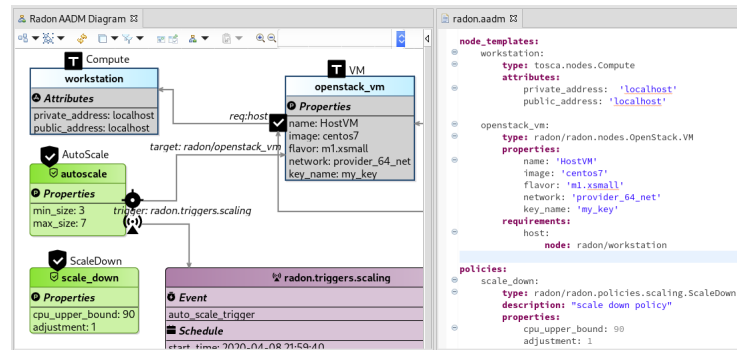 Radon AADM Diagram
Compute
workstation
Attributes
private_address: localhost
public_address: localhost
req:host
VM
openstack_vm
Properties
name: HostVM
image: centos7
flavor: m1.xsmall
network: provider_64_net
key_name: my_key
AutoScale
autoscale
Properties
min_size: 3
max_size: 7
target: radon/openstack_vm
trigger: radon.triggers.scaling
ScaleDown
scale_down
Properties
cpu_upper_bound: 90
adjustment: 1
radon.triggers.scaling
Event
auto_scale_trigger
Schedule
start_time: 2020-04-08 21:59:40
radon.aadm
node_templates:
workstation:
type: tosca.nodes.Compute
attributes:
private_address: 'localhost'
public_address: 'localhost'
openstack_vm:
type: radon/radon.nodes.OpenStack.VM
properties:
name: 'HostVM'
image: 'centos7'
flavor: 'm1.xsmall'
network: 'provider_64_net'
key_name: 'my_key'
requirements:
host:
node: radon/workstation
policies:
scale_down:
type: radon/radon.policies.scaling.ScaleDown
description: "scale down policy"
properties:
cpu_upper_bound: 90
adjustment: 1